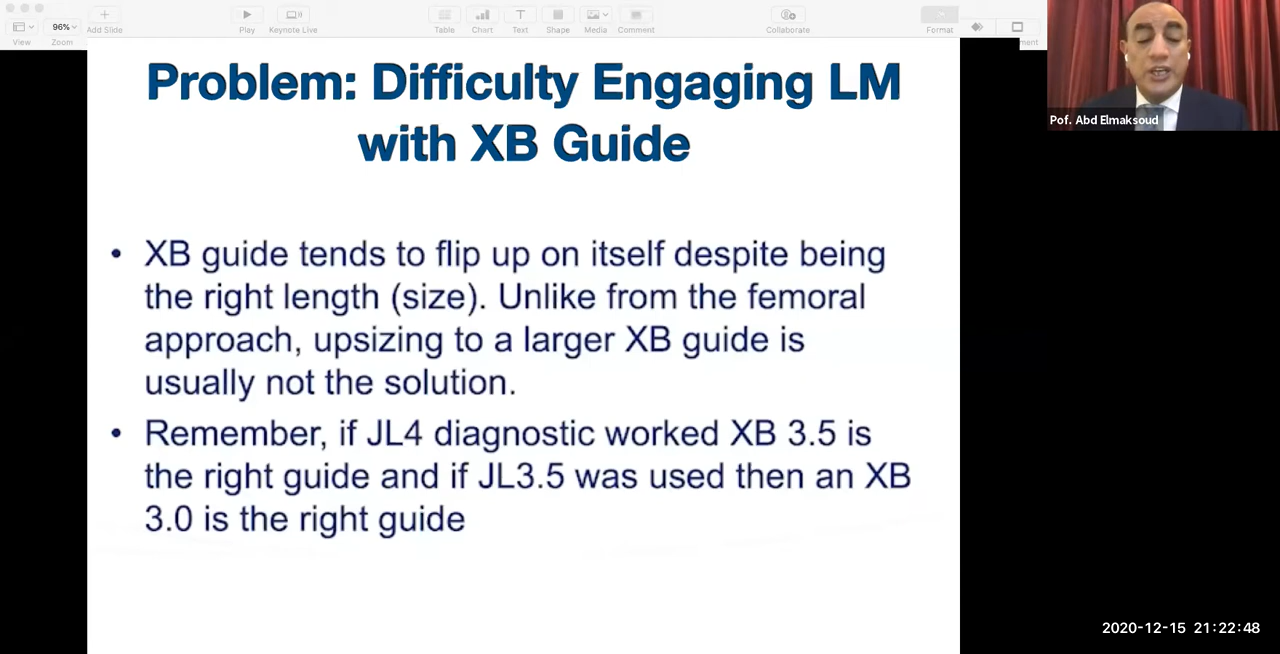 96%
View
Zoom
Add Slide
Play
Keynote Live
Table
Chart
Text
Shape
Media
Comment
Collaborate
Format
ment
Pof. Abd Elmaksoud
Problem: Difficulty Engaging LM
with XB Guide
• XB guide tends to flip up on itself despite being
the right length (size). Unlike from the femoral
approach, upsizing to a larger XB guide is
usually not the solution.
• Remember, if JL4 diagnostic worked XB 3.5 is
the right guide and if JL3.5 was used then an XB
3.0 is the right guide
2020-12-15 21:22:48